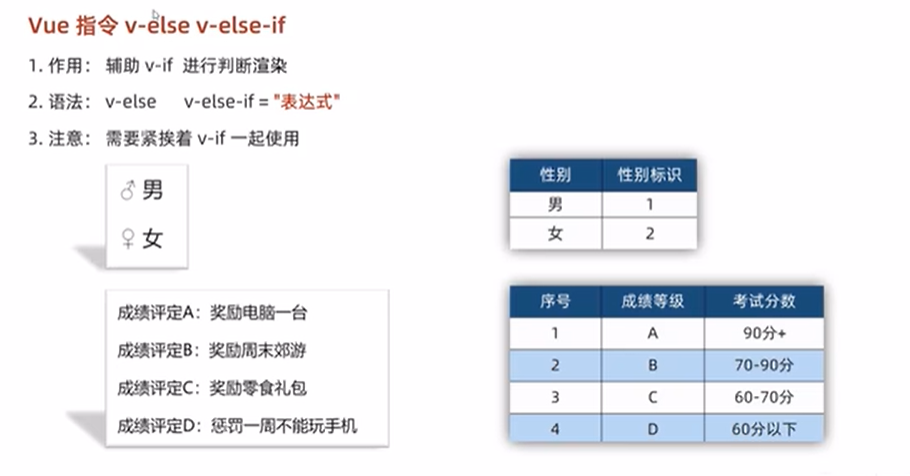 Vue 指令 v-else v-else-if
1. 作用： 辅助 v-if 进行判断渲染
2. 语法： v-else v-else-if = "表达式"
3. 注意： 需要紧挨着 v-if 一起使用
♂ 男
♀ 女
性别 性别标识
男 1
女 2
成绩评定A：奖励电脑一台
成绩评定B：奖励周末郊游
成绩评定C：奖励零食礼包
成绩评定D：惩罚一周不能玩手机
序号 成绩等级 考试分数
1 A 90分+
2 B 70-90分
3 C 60-70分
4 D 60分以下